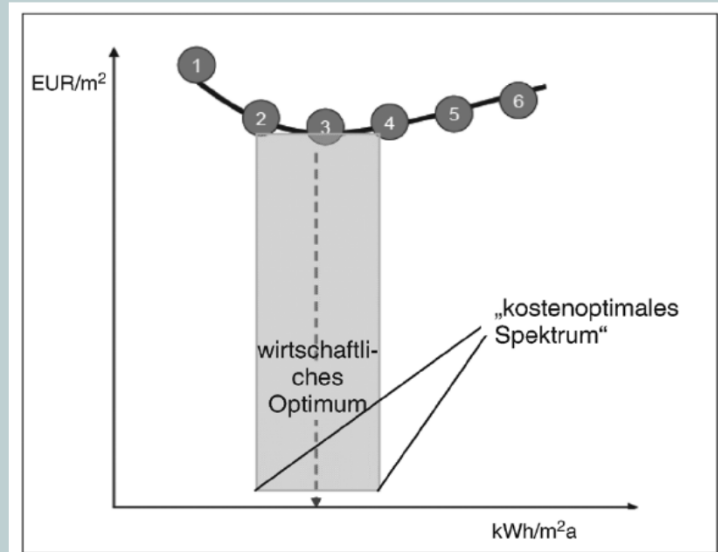 EUR/m²
1
2
3
4
5
6
„kostenoptimales
Spektrum“
wirtschaftli-
ches
Optimum
kWh/m²a